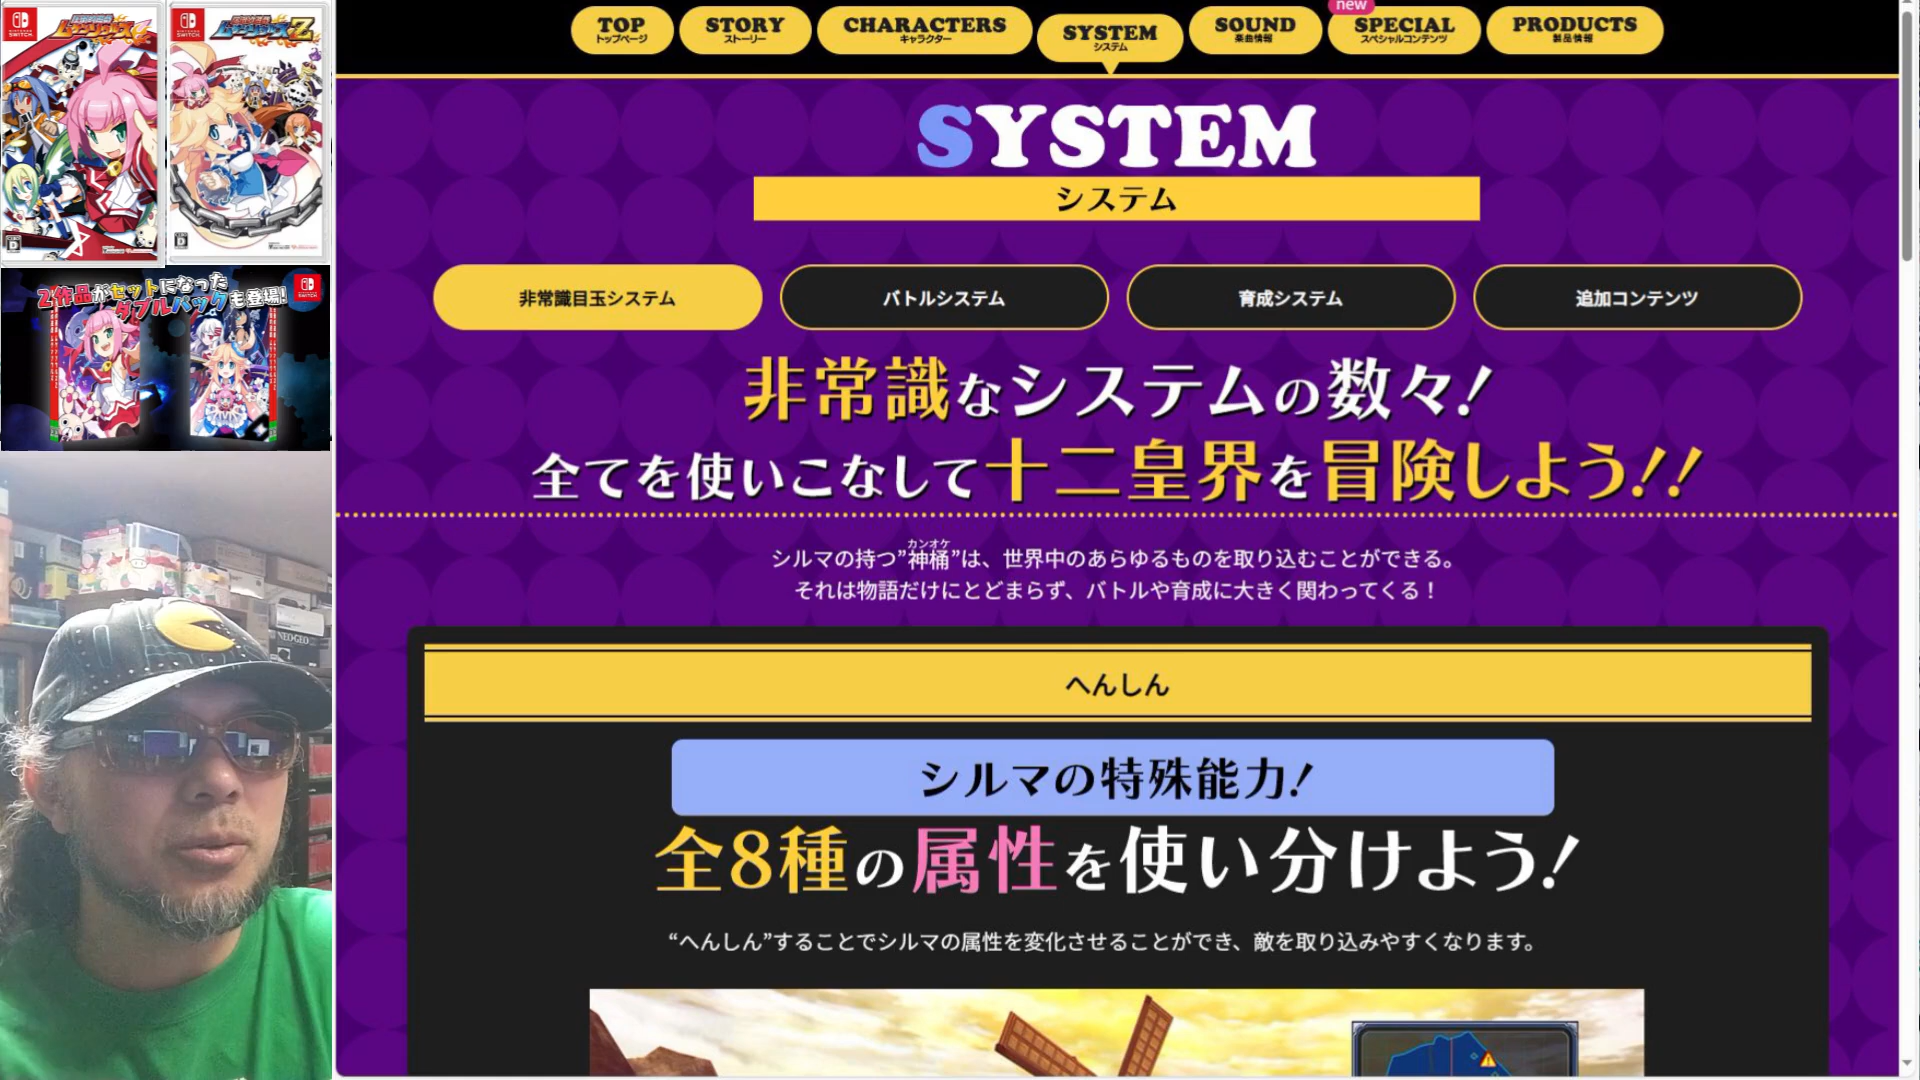 TOP
トップページ
STORY
ストーリー
CHARACTERS
キャラクター
SYSTEM
システム
SOUND
楽曲情報
new
SPECIAL
スペシャルコンテンツ
PRODUCTS
製品情報
SYSTEM
システム
非常識目玉システム
バトルシステム
育成システム
追加コンテンツ
非常識なシステムの数々!
全てを使いこなして十二皇界を冒険しよう!!
カンオケ
シルマの持つ”神桶”は、世界中のあらゆるものを取り込むことができる。
それは物語だけにとどまらず、バトルや育成に大きく関わってくる！
へんしん
シルマの特殊能力!
全8種の属性を使い分けよう!
“へんしん”することでシルマの属性を変化させることができ、敵を取り込みやすくなります。
2作品がセットになった
ダブルパックも登場!
NEO-GEO